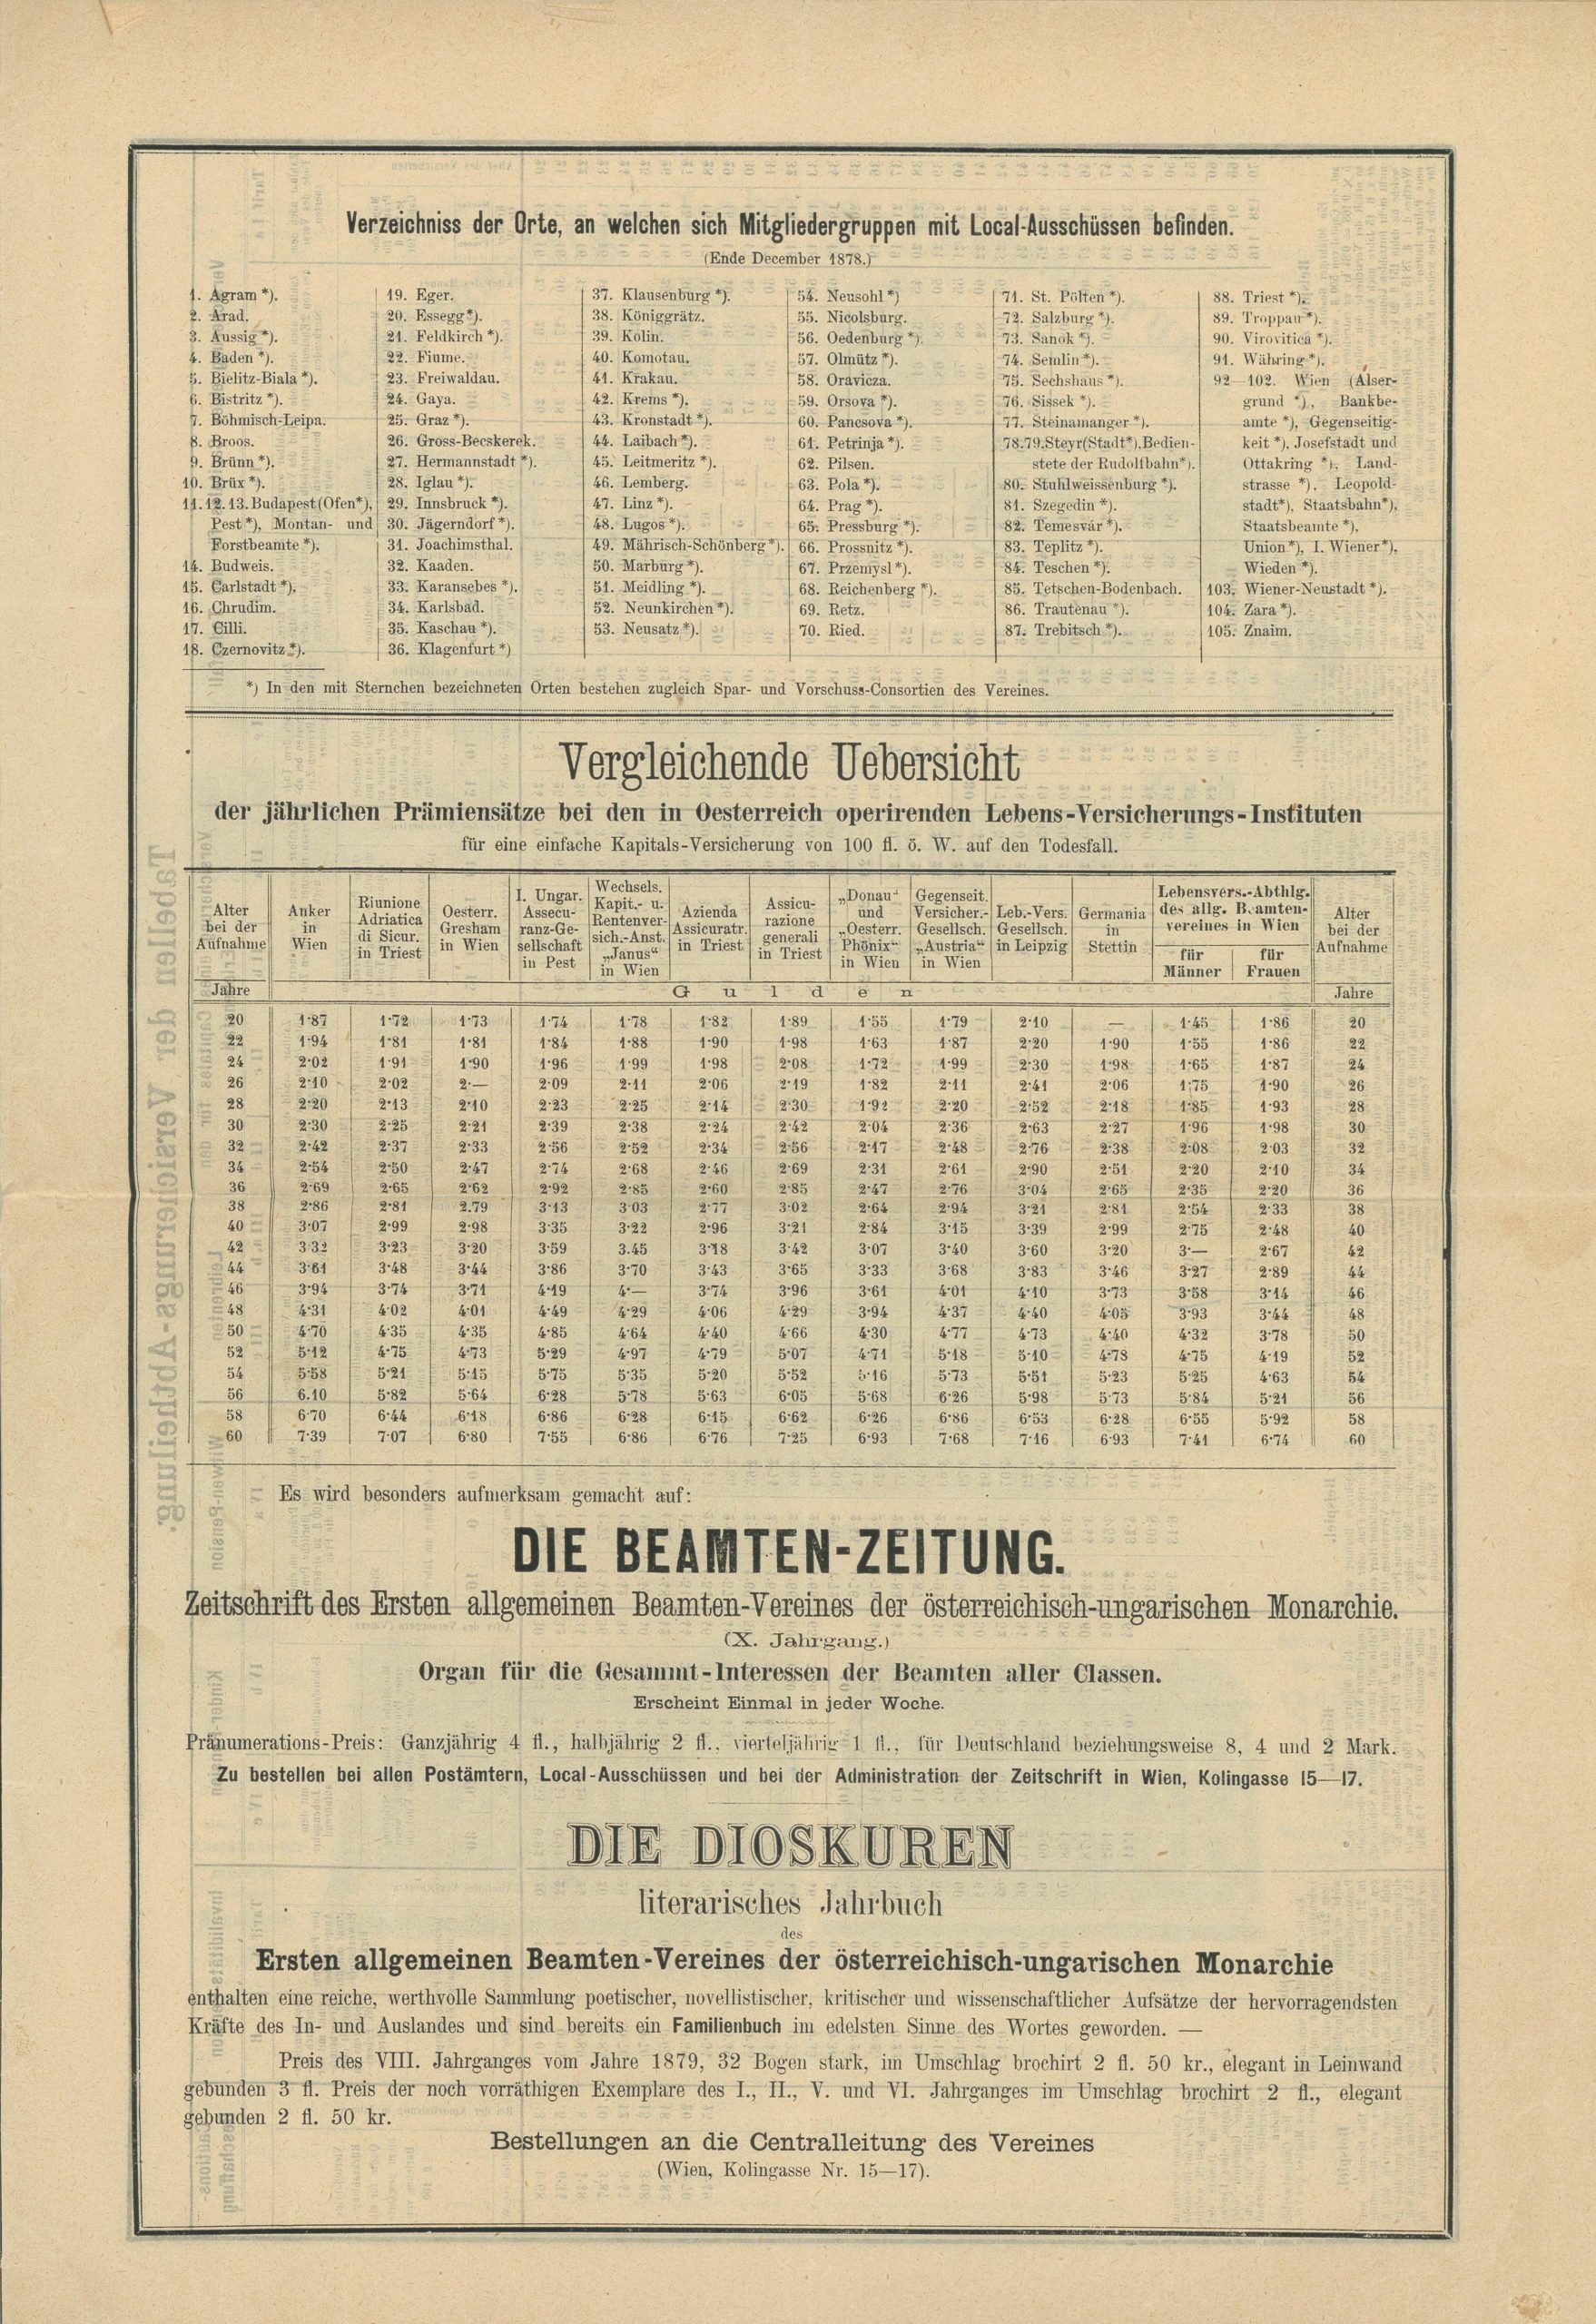 Verzeichniss der Orte, an welchen sich Mitgliedergruppen mit Local-Ausschüssen befinden.
(Ende December 1878.)
1. Agram *).
2. Arad.
3. Aussig *).
4. Baden *).
5. Bielitz-Biala *).
6. Bistritz *).
7. Böhmisch-Leipa.
8. Broos.
9. Brünn *).
10. Brüx *).
11. 12. 13. Budapest (Ofen*),
Pest*), Montan- und
Forstbeamte *).
14. Budweis.
15. Carlstadt *).
16. Chrudim.
17. Cilli.
18. Czernovitz *).
19. Eger.
20. Essegg *).
21. Feldkirch *).
22. Fiume.
23. Freiwaldau.
24. Gaya.
25. Graz *).
26. Gross-Becskerek.
27. Hermannstadt *).
28. Iglau *).
29. Innsbruck *).
30. Jägerndorf *).
31. Joachimsthal.
32. Kaaden.
33. Karansebes *).
34. Karlsbad.
35. Kaschau *).
36. Klagenfurt *)
37. Klausenburg *).
38. Königgrätz.
39. Kolin.
40. Komotau.
41. Krakau.
42. Krems *).
43. Kronstadt *).
44. Laibach *).
45. Leitmeritz *).
46. Lemberg.
47. Linz *).
48. Lugos *).
49. Mährisch-Schönberg *).
50. Marburg *).
51. Meidling *).
52. Neunkirchen *).
53. Neusatz *).
54. Neusohl *)
55. Nicolsburg.
56. Oedenburg *)
57. Olmütz *).
58. Oravicza.
59. Orsova *).
60. Pancsova *).
61. Petrinja *).
62. Pilsen.
63. Pola *).
64. Prag *).
65. Pressburg *).
66. Prossnitz *).
67. Przemysl *).
68. Reichenberg *).
69. Retz.
70. Ried.
71. St. Pölten *).
72. Salzburg *).
73. Sanok *).
74. Semlin *).
75. Sechshaus *).
76. Sissek *).
77. Steinamanger *).
78. 79. Steyr (Stadt*). Bedien-
stete der Rudolfbahn*).
80. Stuhlweissenburg *).
81. Szegedin *).
82. Temesvár *).
83. Teplitz *).
84. Teschen *).
85. Tetschen-Bodenbach.
86. Trautenau *).
87. Trebitsch *).
88. Triest *).
89. Troppau *).
90. Virovitica *).
91. Währing *).
92—102. Wien (Alser-
grund *), Bankbe-
amte *), Gegenseitig-
keit *), Josefstadt und
Ottakring *), Land-
strasse *), Leopold-
stadt*), Staatsbahn*),
Staatsbeamte *),
Union*), I. Wiener*),
Wieden *).
103. Wiener-Neustadt *).
104. Zara *).
105. Znaim.
*) In den mit Sternchen bezeichneten Orten bestehen zugleich Spar- und Vorschuss-Consortien des Vereines.
Vergleichende Uebersicht
der jährlichen Prämiensätze bei den in Oesterreich operirenden Lebens-Versicherungs-Instituten
für eine einfache Kapitals-Versicherung von 100 fl. ö. W. auf den Todesfall.
Alter bei der Aufnahme | Anker in Wien | Riunione Adriatica di Sicur. in Triest | Oesterr. Gresham in Wien | I. Ungar. Assecu-ranz-Ge-sellschaft in Pest | Wechsels. Kapit.- u. Rentenver-sich.-Anst. „Janus“ in Wien | Azienda Assicuratr. in Triest | Assicu-razione generali in Triest | „Donau“ und „Oesterr. Phönix“ in Wien | Gegenseit. Versicher.-Gesellsch. „Austria“ in Wien | Leb.-Vers. Gesellsch. in Leipzig | Germania in Stettin | Lebensvers.-Abthlg. des allg. Beamten-vereines in Wien für Männer | für Frauen | Alter bei der Aufnahme
Jahre Gulden Jahre
20 1·87 1·72 1·73 1·74 1·78 1·82 1·89 1·55 1·79 2·10 — 1·45 1·86 20
22 1·94 1·81 1·81 1·84 1·88 1·90 1·98 1·63 1·87 2·20 1·90 1·55 1·86 22
24 2·02 1·91 1·90 1·96 1·99 1·98 2·08 1·72 1·99 2·30 1·98 1·65 1·87 24
26 2·10 2·02 2·— 2·09 2·11 2·06 2·19 1·82 2·11 2·41 2·06 1;75 1·90 26
28 2·20 2·13 2·10 2·23 2·25 2·14 2·30 1·92 2·20 2·52 2·18 1·85 1·93 28
30 2·30 2·25 2·21 2·39 2·38 2·24 2·42 2·04 2·36 2·63 2·27 1·96 1·98 30
32 2·42 2·37 2·33 2·56 2·52 2·34 2·56 2·17 2·48 2·76 2·38 2·08 2·03 32
34 2·54 2·50 2·47 2·74 2·68 2·46 2·69 2·31 2·61 2·90 2·51 2·20 2·10 34
36 2·69 2·65 2·62 2·92 2·85 2·60 2·85 2·47 2·76 3·04 2·65 2·35 2·20 36
38 2·86 2·81 2.79 3·13 3·03 2·77 3·02 2·64 2·94 3·21 2·81 2·54 2·33 38
40 3·07 2·99 2·98 3·35 3·22 2·96 3·21 2·84 3·15 3·39 2·99 2·75 2·48 40
42 3·32 3·23 3·20 3·59 3.45 3·18 3·42 3·07 3·40 3·60 3·20 3·— 2·67 42
44 3·61 3·48 3·44 3·86 3·70 3·43 3·65 3·33 3·68 3·83 3·46 3·27 2·89 44
46 3·94 3·74 3·71 4·19 4·— 3·74 3·96 3·61 4·01 4·10 3·73 3·58 3·14 46
48 4·31 4·02 4·01 4·49 4·29 4·06 4·29 3·94 4·37 4·40 4·05 3·93 3·44 48
50 4·70 4·35 4·35 4·85 4·64 4·40 4·66 4·30 4·77 4·73 4·40 4·32 3·78 50
52 5·12 4·75 4·73 5·29 4·97 4·79 5·07 4·71 5·18 5·10 4·78 4·75 4·19 52
54 5·58 5·21 5·15 5·75 5·35 5·20 5·52 5·16 5·73 5·51 5·23 5·25 4·63 54
56 6.10 5·82 5·64 6·28 5·78 5·63 6·05 5·68 6·26 5·98 5·73 5·84 5·21 56
58 6·70 6·44 6·18 6·86 6·28 6·15 6·62 6·26 6·86 6·53 6·28 6·55 5·92 58
60 7·39 7·07 6·80 7·55 6·86 6·76 7·25 6·93 7·68 7·16 6·93 7·41 6·74 60
Es wird besonders aufmerksam gemacht auf:
DIE BEAMTEN-ZEITUNG.
Zeitschrift des Ersten allgemeinen Beamten-Vereines der österreichisch-ungarischen Monarchie.
(X. Jahrgang.)
Organ für die Gesammt-Interessen der Beamten aller Classen.
Erscheint Einmal in jeder Woche.
Pränumerations-Preis: Ganzjährig 4 fl., halbjährig 2 fl., vierteljährig 1 fl., für Deutschland beziehungsweise 8, 4 und 2 Mark.
Zu bestellen bei allen Postämtern, Local-Ausschüssen und bei der Administration der Zeitschrift in Wien, Kolingasse 15—17.
DIE DIOSKUREN
literarisches Jahrbuch
des
Ersten allgemeinen Beamten-Vereines der österreichisch-ungarischen Monarchie
enthalten eine reiche, werthvolle Sammlung poetischer, novellistischer, kritischer und wissenschaftlicher Aufsätze der hervorragendsten
Kräfte des In- und Auslandes und sind bereits ein Familienbuch im edelsten Sinne des Wortes geworden. —
Preis des VIII. Jahrganges vom Jahre 1879, 32 Bogen stark, im Umschlag brochirt 2 fl. 50 kr., elegant in Leinwand
gebunden 3 fl. Preis der noch vorräthigen Exemplare des I., II., V. und VI. Jahrganges im Umschlag brochirt 2 fl., elegant
gebunden 2 fl. 50 kr.
Bestellungen an die Centralleitung des Vereines
(Wien, Kolingasse Nr. 15—17).